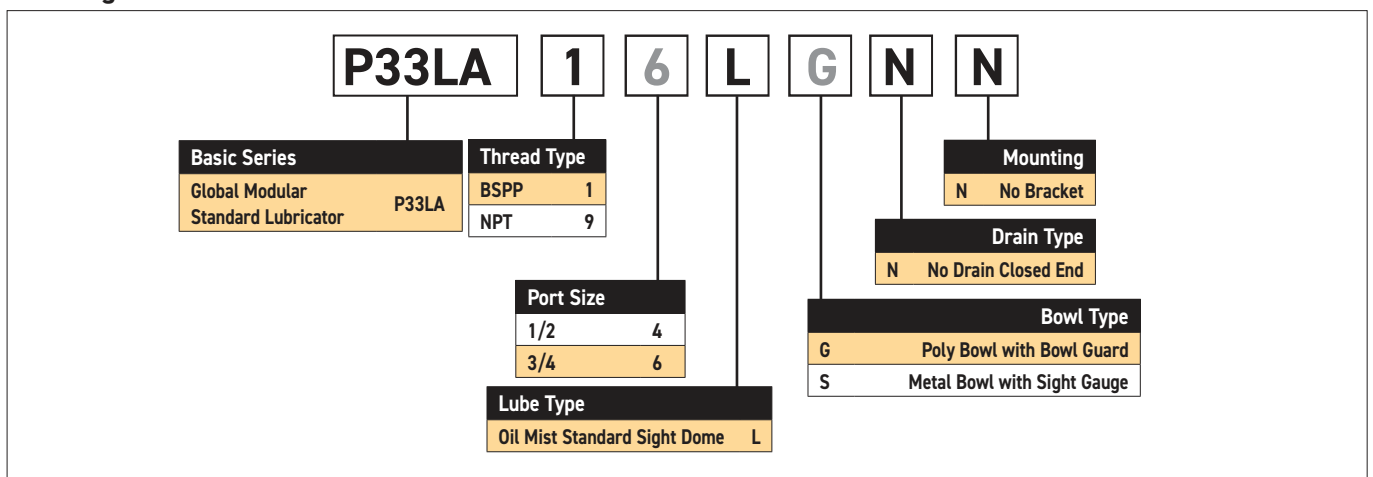 P33LA 1 6 L G N N
Basic Series
Global Modular
Standard Lubricator P33LA
Thread Type
BSPP 1
NPT 9
Mounting
N No Bracket
Drain Type
N No Drain Closed End
Port Size
1/2 4
3/4 6
Bowl Type
G Poly Bowl with Bowl Guard
S Metal Bowl with Sight Gauge
Lube Type
Oil Mist Standard Sight Dome L